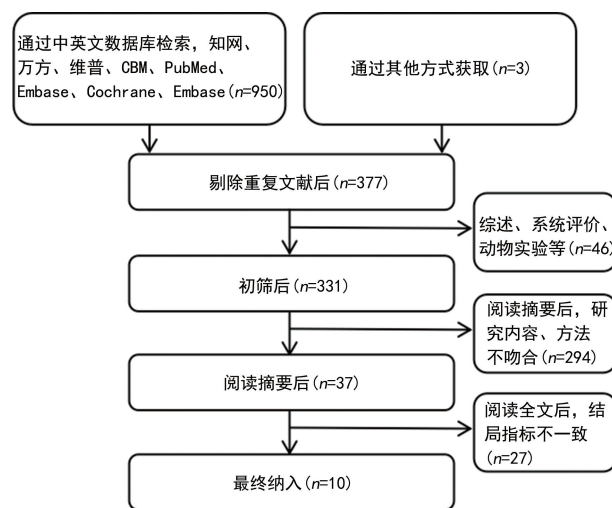 通过中英文数据库检索，知网、
万方、维普、CBM、PubMed、
Embase、Cochrane、Embase(n=950)
通过其他方式获取(n=3)
剔除重复文献后(n=377)
综述、系统评价、
动物实验等(n=46)
初筛后(n=331)
阅读摘要后，研
究内容、方法
不吻合(n=294)
阅读摘要后(n=37)
阅读全文后，结
局指标不一致
(n=27)
最终纳入(n=10)